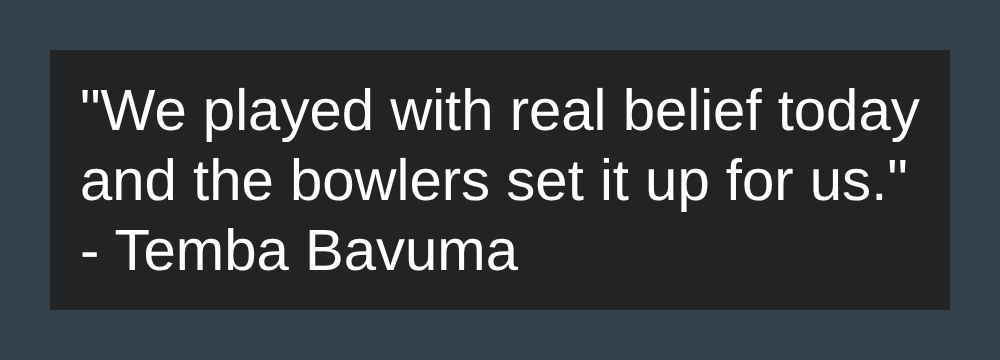 "We played with real belief today
and the bowlers set it up for us."
- Temba Bavuma